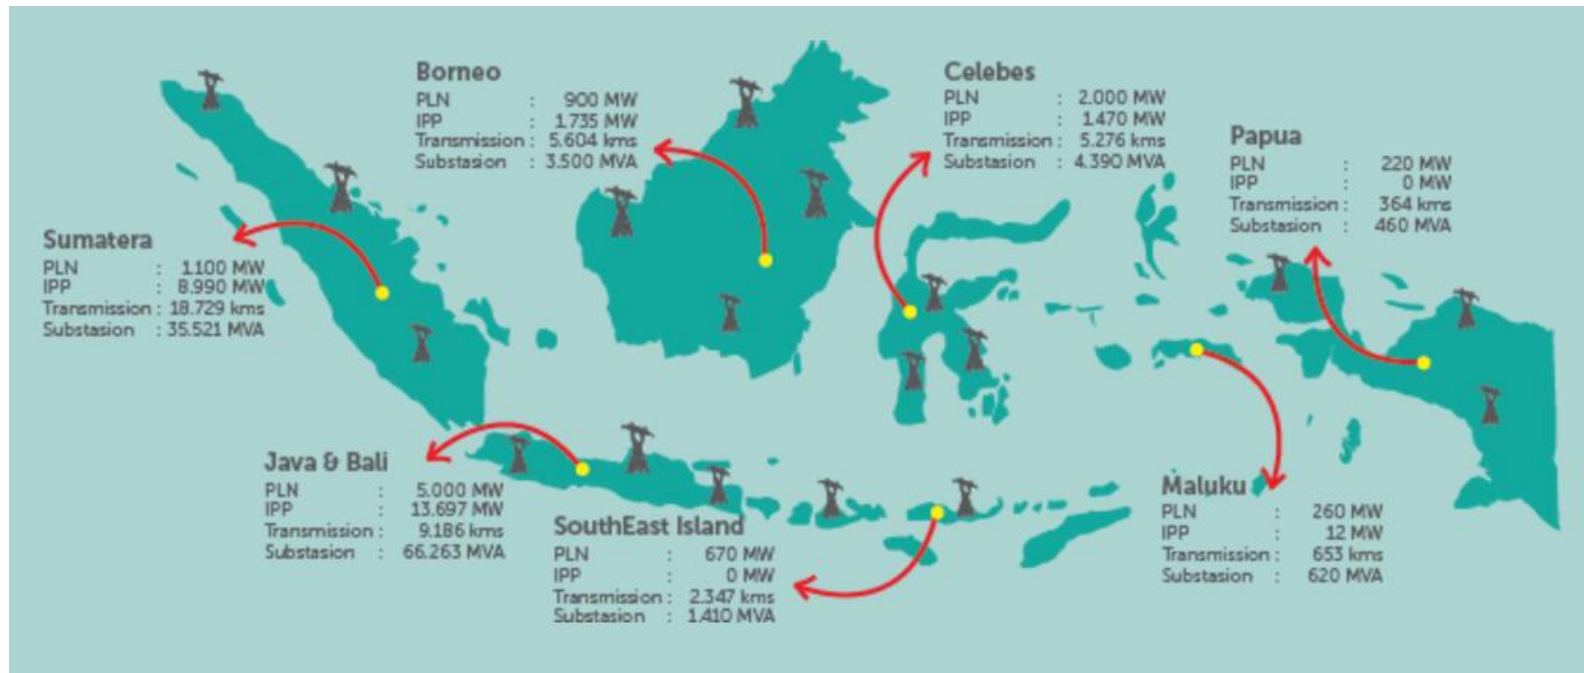 Borneo
PLN : 900 MW
IPP : 1.735 MW
Transmission : 5.604 kms
Substasion : 3.500 MVA
Celebes
PLN : 2.000 MW
IPP : 1.470 MW
Transmission : 5.276 kms
Substasion : 4.390 MVA
Papua
PLN : 220 MW
IPP : 0 MW
Transmission : 364 kms
Substasion : 460 MVA
Sumatera
PLN : 1.100 MW
IPP : 8.990 MW
Transmission : 18.729 kms
Substasion : 35.521 MVA
Java & Bali
PLN : 5.000 MW
IPP : 13.697 MW
Transmission : 9.186 kms
Substasion : 66.263 MVA
SouthEast Island
PLN : 670 MW
IPP : 0 MW
Transmission : 2.347 kms
Substasion : 1.410 MVA
Maluku
PLN : 260 MW
IPP : 12 MW
Transmission : 653 kms
Substasion : 620 MVA